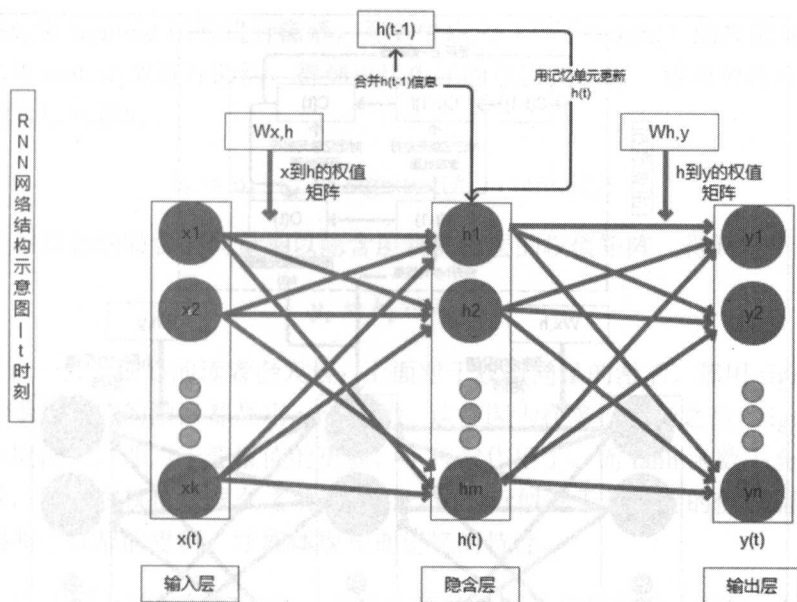 RNN网络结构示意图—t时刻
h(t-1)
合并h(t-1)信息
用记忆单元更新
h(t)
Wx,h
x到h的权值
矩阵
Wh,y
h到y的权值
矩阵
x1
h1
y1
x2
h2
y2
xk
hm
yn
x(t)
h(t)
y(t)
输入层
隐含层
输出层